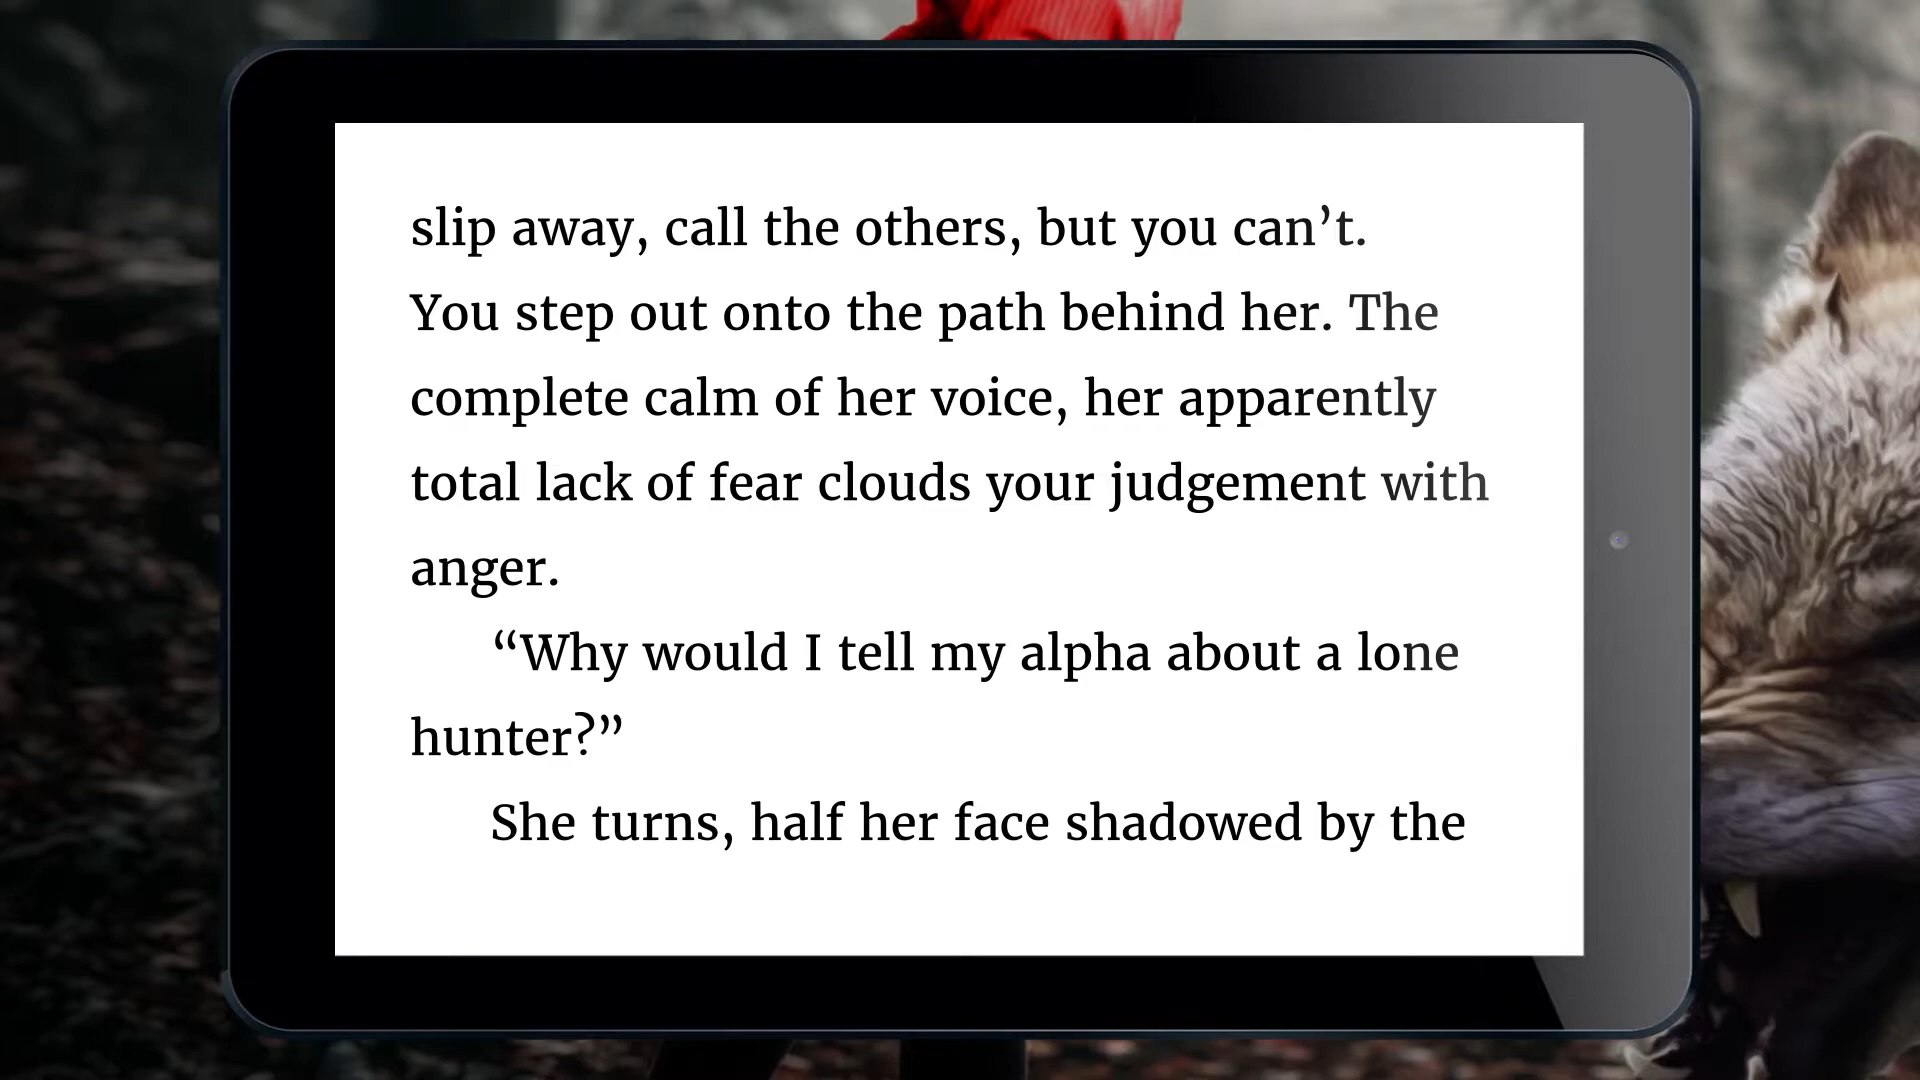 slip away, call the others, but you can’t.
You step out onto the path behind her. The
complete calm of her voice, her apparently
total lack of fear clouds your judgement with
anger.
“Why would I tell my alpha about a lone
hunter?”
She turns, half her face shadowed by the